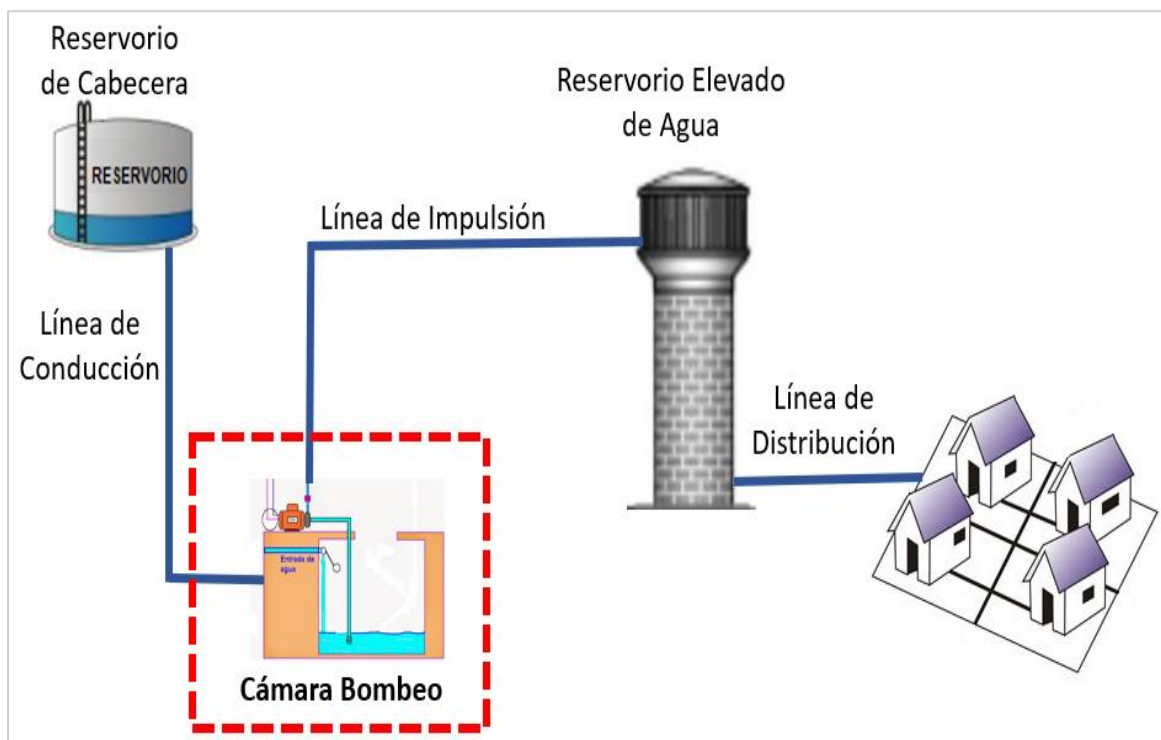 Reservorio
de Cabecera
RESERVORIO
Reservorio Elevado
de Agua
Línea de Impulsión
Línea de
Conducción
Línea de
Distribución
Entrada de
agua
Cámara Bombeo